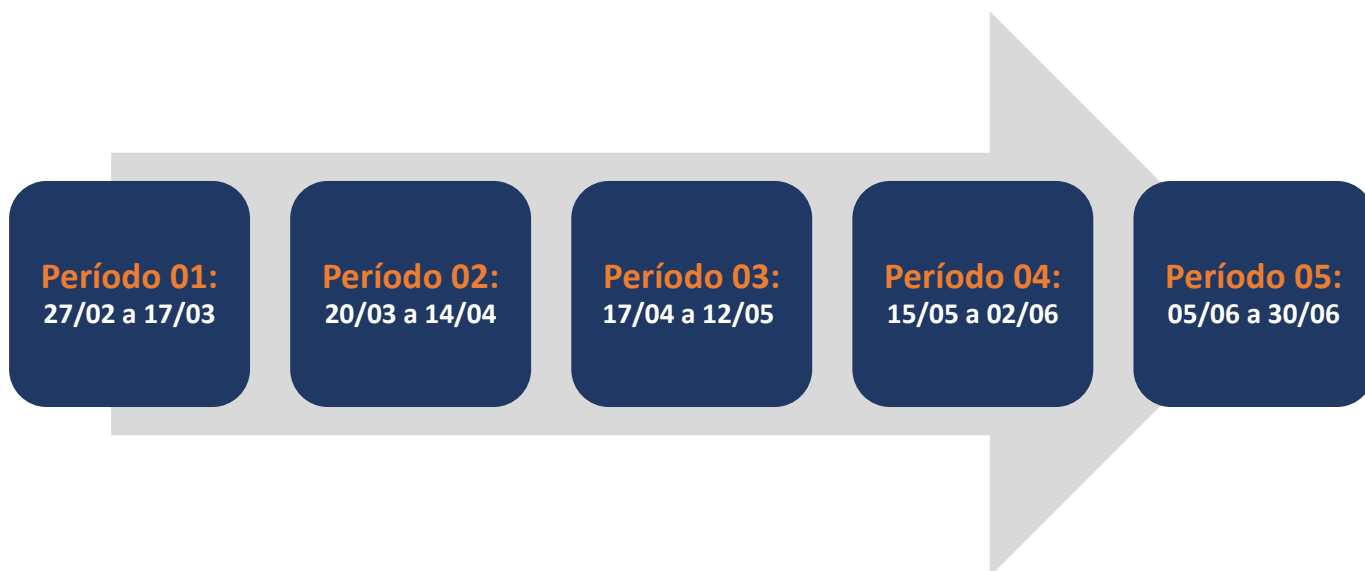 Período 01:
27/02 a 17/03
Período 02:
20/03 a 14/04
Período 03:
17/04 a 12/05
Período 04:
15/05 a 02/06
Período 05:
05/06 a 30/06